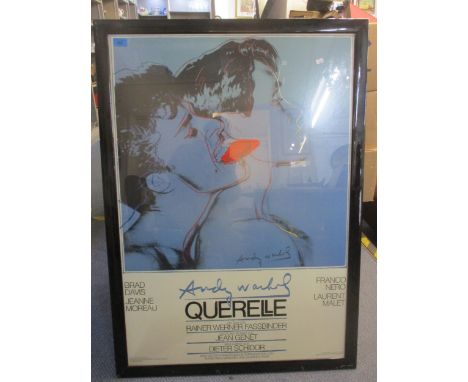 Andy Warhol
BRAD
DAVIS
JEANNE
MOREAU
Andy Warhol
FRANCO
NERO
LAURENT
MALET
QUERELLE
RAINER WERNER FASSBINDER
JEAN GENET
DIETER SCHIDOR